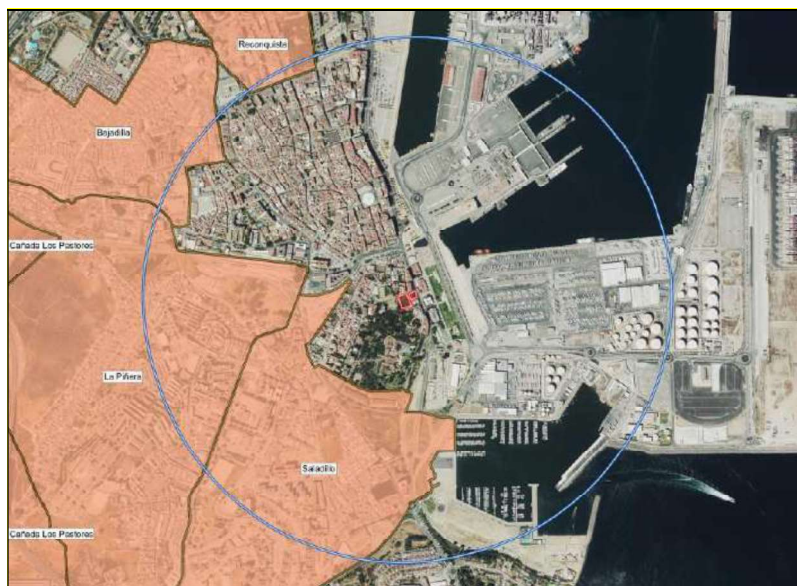 Reconquista
Bajadilla
Cañada Los Pastores
La Piñera
Saladillo
Cañada Los Pastores